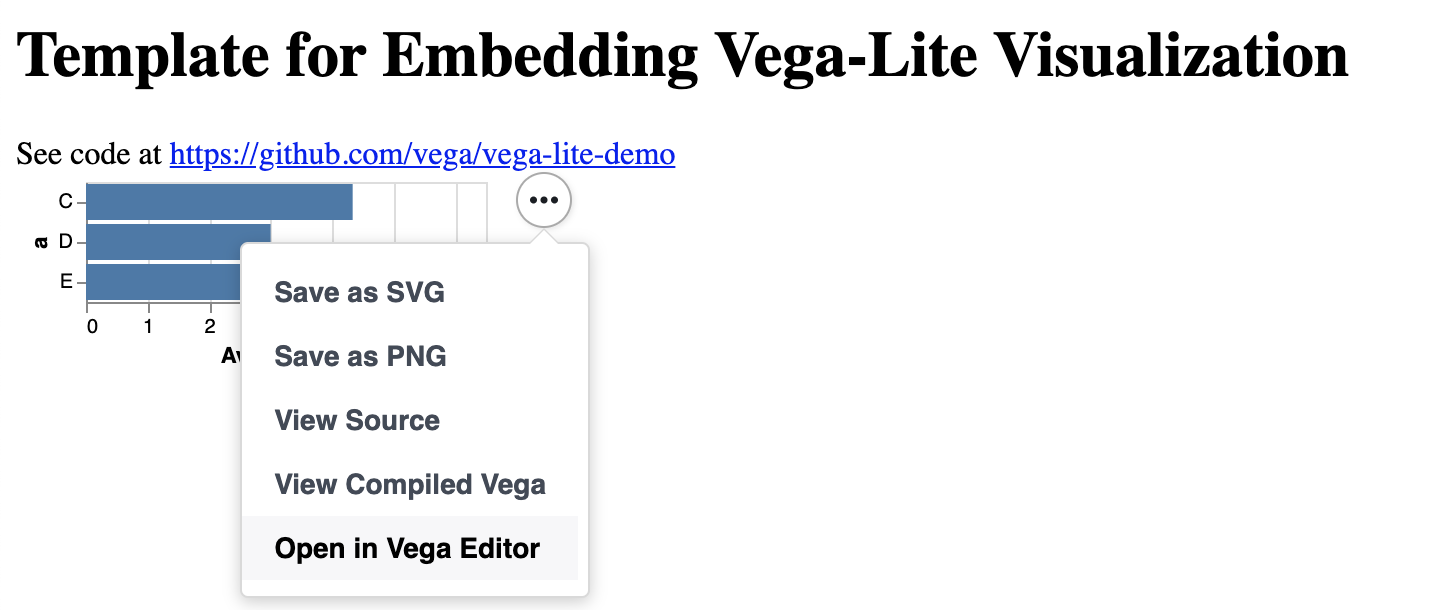 Template for Embedding Vega-Lite Visualization
See code at https://github.com/vega/vega-lite-demo
C
a
D
E
0 1 2
Save as SVG
Save as PNG
View Source
View Compiled Vega
Open in Vega Editor